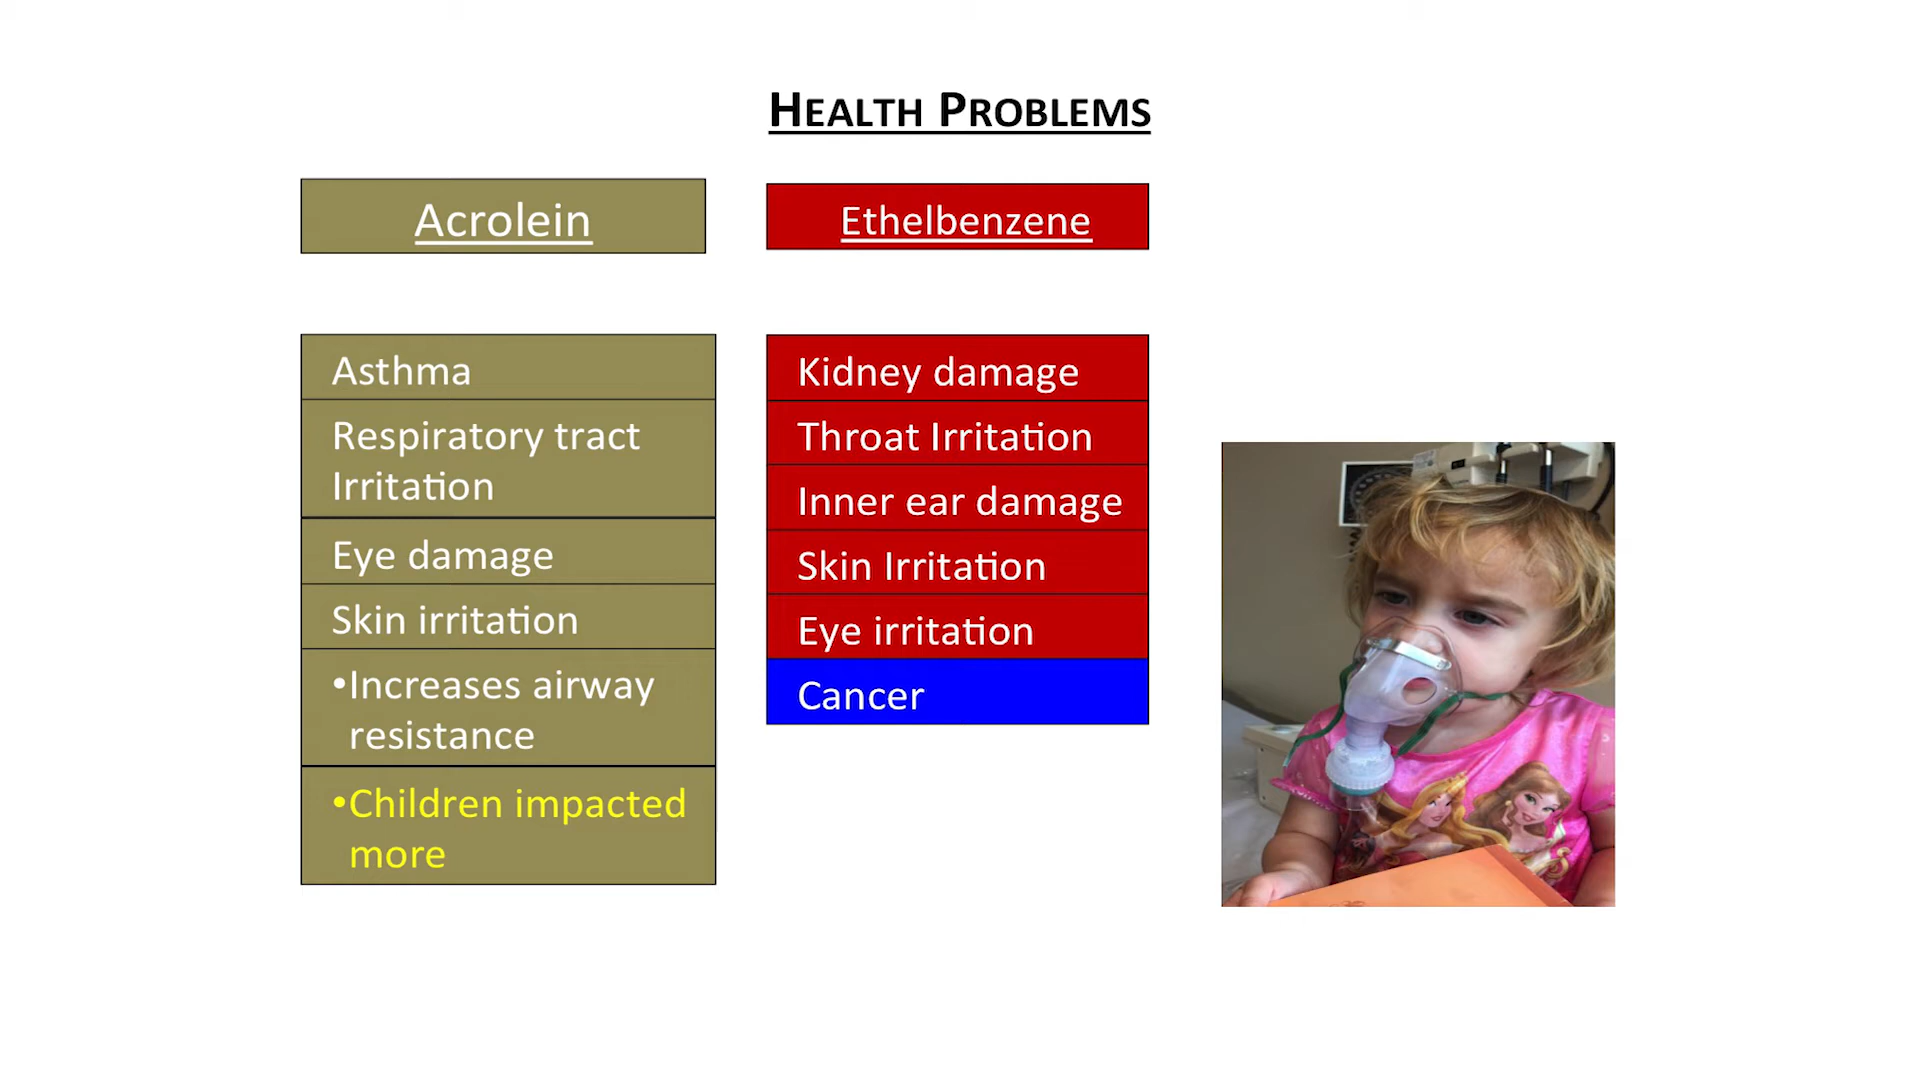 HEALTH PROBLEMS
Acrolein
Asthma
Respiratory tract
Irritation
Eye damage
Skin irritation
•Increases airway
resistance
•Children impacted
more
Ethelbenzene
Kidney damage
Throat Irritation
Inner ear damage
Skin Irritation
Eye irritation
Cancer